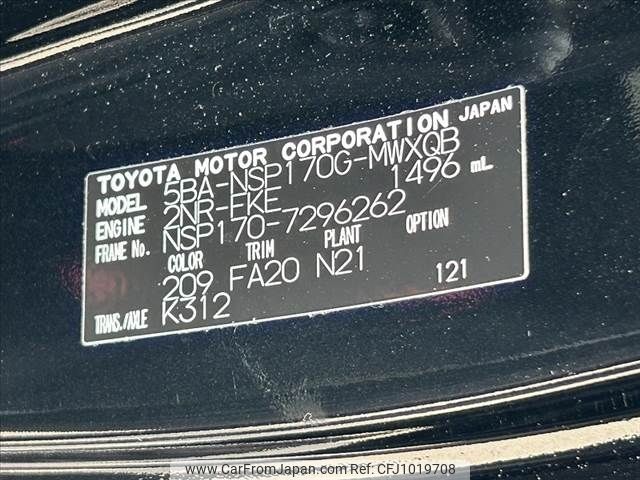 TOYOTA MOTOR CORPORATION JAPAN
MODEL 5BA-NSP170G-MWXQB
ENGINE 2NR-FKE 1496 mL
FRAME No. NSP170-7296262
COLOR TRIM PLANT OPTION
209 FA20 N21 121
TRANS./AXLE K312
www.CarFromJapan.com - Ref:CFJ1019708